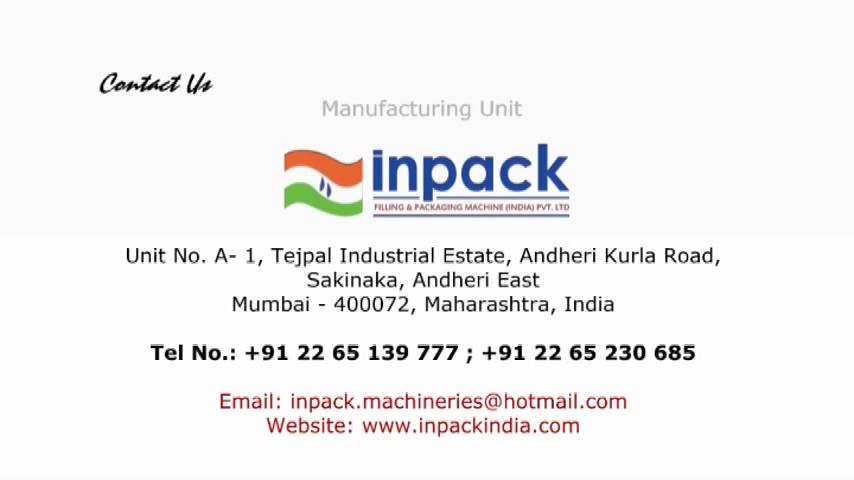 Contact Us
Manufacturing Unit
inpack
FILLING & PACKAGING MACHINE (INDIA) PVT. LTD
Unit No. A- 1, Tejpal Industrial Estate, Andheri Kurla Road,
Sakinaka, Andheri East
Mumbai - 400072, Maharashtra, India
Tel No.: +91 22 65 139 777 ; +91 22 65 230 685
Email: inpack.machineries@hotmail.com
Website: www.inpackindia.com